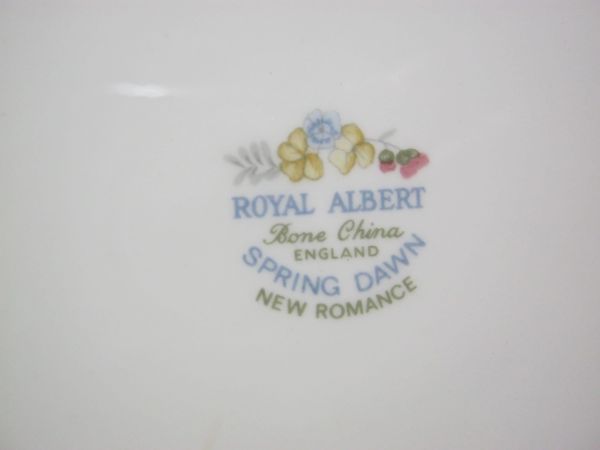 ROYAL ALBERT
Bone China
ENGLAND
SPRING DAWN
NEW ROMANCE